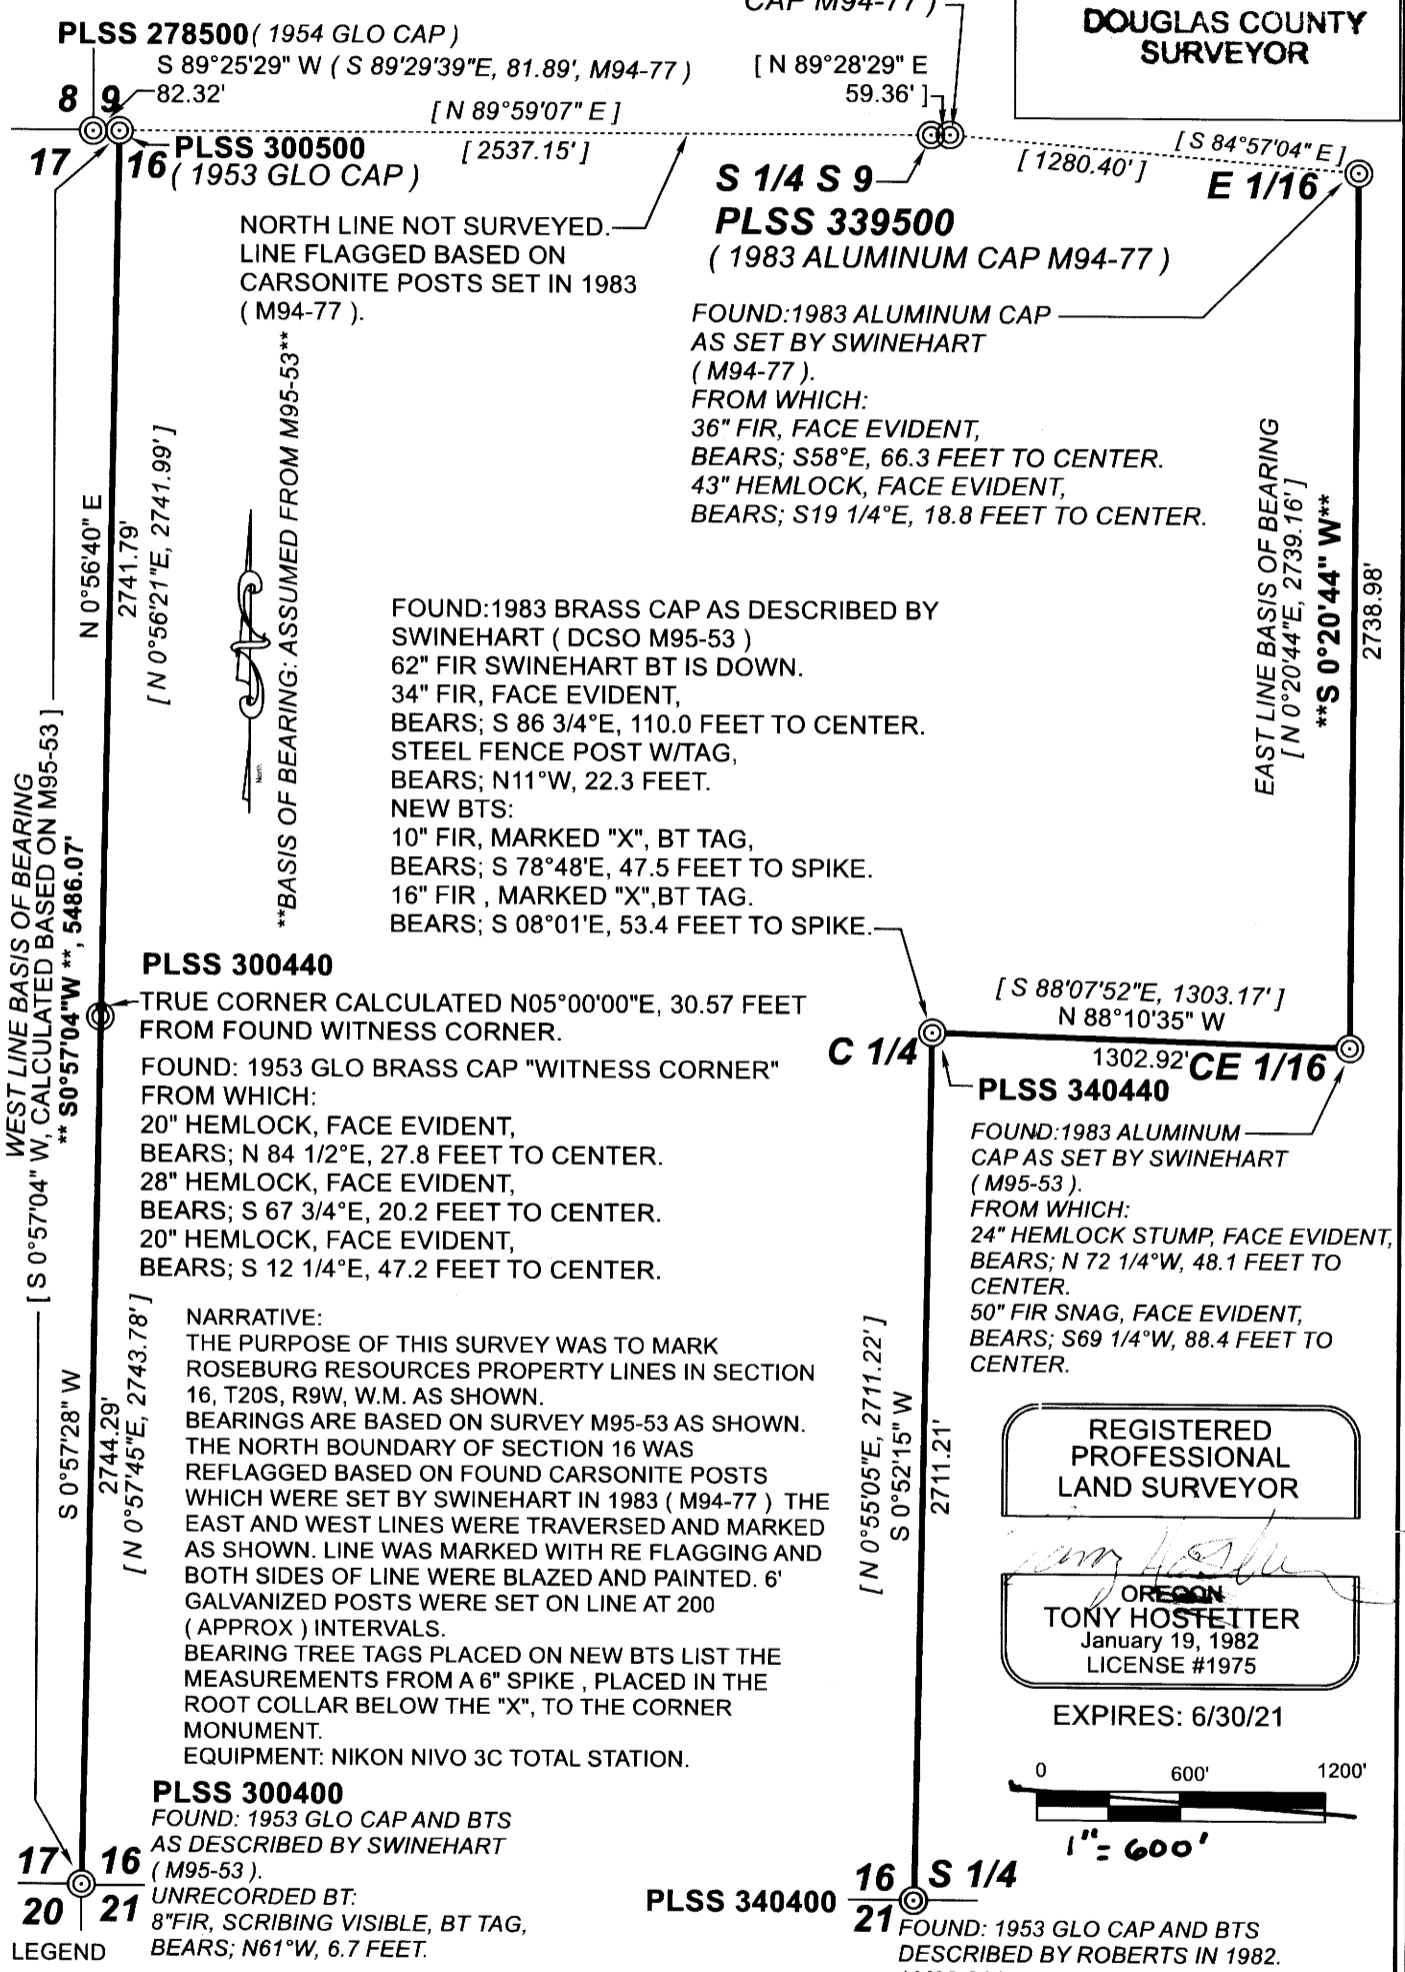 CAP M94-77 )
DOUGLAS COUNTY
SURVEYOR
PLSS 278500 ( 1954 GLO CAP )
S 89°25'29" W ( S 89'29'39"E, 81.89', M94-77 )
82.32'
[ N 89°28'29" E
59.36' ]
8 9
17 16
[ N 89°59'07" E ]
[ 2537.15' ]
PLSS 300500
( 1953 GLO CAP )
[ S 84°57'04" E ]
[ 1280.40' ]
S 1/4 S 9
PLSS 339500
( 1983 ALUMINUM CAP M94-77 )
E 1/16
NORTH LINE NOT SURVEYED.
LINE FLAGGED BASED ON
CARSONITE POSTS SET IN 1983
( M94-77 ).
FOUND:1983 ALUMINUM CAP
AS SET BY SWINEHART
( M94-77 ).
FROM WHICH:
36" FIR, FACE EVIDENT,
BEARS; S58°E, 66.3 FEET TO CENTER.
43" HEMLOCK, FACE EVIDENT,
BEARS; S19 1/4°E, 18.8 FEET TO CENTER.
N 0°56'40" E
2741.79'
[ N 0°56'21"E, 2741.99' ]
North
**BASIS OF BEARING: ASSUMED FROM M95-53**
EAST LINE BASIS OF BEARING
[ N 0°20'44"E, 2739.16' ]
**S 0°20'44" W**
2738.98'
FOUND:1983 BRASS CAP AS DESCRIBED BY
SWINEHART ( DCSO M95-53 )
62" FIR SWINEHART BT IS DOWN.
34" FIR, FACE EVIDENT,
BEARS; S 86 3/4°E, 110.0 FEET TO CENTER.
STEEL FENCE POST W/TAG,
BEARS; N11°W, 22.3 FEET.
NEW BTS:
10" FIR, MARKED "X", BT TAG,
BEARS; S 78°48'E, 47.5 FEET TO SPIKE.
16" FIR , MARKED "X",BT TAG.
BEARS; S 08°01'E, 53.4 FEET TO SPIKE.
WEST LINE BASIS OF BEARING
[ S 0°57'04" W, CALCULATED BASED ON M95-53 ]
** S0°57'04"W **, 5486.07'
PLSS 300440
TRUE CORNER CALCULATED N05°00'00"E, 30.57 FEET
FROM FOUND WITNESS CORNER.
FOUND: 1953 GLO BRASS CAP "WITNESS CORNER"
FROM WHICH:
20" HEMLOCK, FACE EVIDENT,
BEARS; N 84 1/2°E, 27.8 FEET TO CENTER.
28" HEMLOCK, FACE EVIDENT,
BEARS; S 67 3/4°E, 20.2 FEET TO CENTER.
20" HEMLOCK, FACE EVIDENT,
BEARS; S 12 1/4°E, 47.2 FEET TO CENTER.
[ S 88'07'52"E, 1303.17' ]
N 88°10'35" W
1302.92'
C 1/4
CE 1/16
PLSS 340440
FOUND:1983 ALUMINUM
CAP AS SET BY SWINEHART
( M95-53 ).
FROM WHICH:
24" HEMLOCK STUMP, FACE EVIDENT,
BEARS; N 72 1/4°W, 48.1 FEET TO
CENTER.
50" FIR SNAG, FACE EVIDENT,
BEARS; S69 1/4°W, 88.4 FEET TO
CENTER.
S 0°57'28" W
2744.29'
[ N 0°57'45"E, 2743.78' ]
NARRATIVE:
THE PURPOSE OF THIS SURVEY WAS TO MARK
ROSEBURG RESOURCES PROPERTY LINES IN SECTION
16, T20S, R9W, W.M. AS SHOWN.
BEARINGS ARE BASED ON SURVEY M95-53 AS SHOWN.
THE NORTH BOUNDARY OF SECTION 16 WAS
REFLAGGED BASED ON FOUND CARSONITE POSTS
WHICH WERE SET BY SWINEHART IN 1983 ( M94-77 ) THE
EAST AND WEST LINES WERE TRAVERSED AND MARKED
AS SHOWN. LINE WAS MARKED WITH RE FLAGGING AND
BOTH SIDES OF LINE WERE BLAZED AND PAINTED. 6'
GALVANIZED POSTS WERE SET ON LINE AT 200
( APPROX ) INTERVALS.
BEARING TREE TAGS PLACED ON NEW BTS LIST THE
MEASUREMENTS FROM A 6" SPIKE , PLACED IN THE
ROOT COLLAR BELOW THE "X", TO THE CORNER
MONUMENT.
EQUIPMENT: NIKON NIVO 3C TOTAL STATION.
[ N 0°55'05"E, 2711.22' ]
S 0°52'15" W
2711.21'
REGISTERED
PROFESSIONAL
LAND SURVEYOR
OREGON
TONY HOSTETTER
January 19, 1982
LICENSE #1975
EXPIRES: 6/30/21
0 600' 1200'
1"= 600'
PLSS 300400
FOUND: 1953 GLO CAP AND BTS
AS DESCRIBED BY SWINEHART
( M95-53 ).
UNRECORDED BT:
8"FIR, SCRIBING VISIBLE, BT TAG,
BEARS; N61°W, 6.7 FEET.
17 16
20 21
LEGEND
PLSS 340400
16 S 1/4
21
FOUND: 1953 GLO CAP AND BTS
DESCRIBED BY ROBERTS IN 1982.